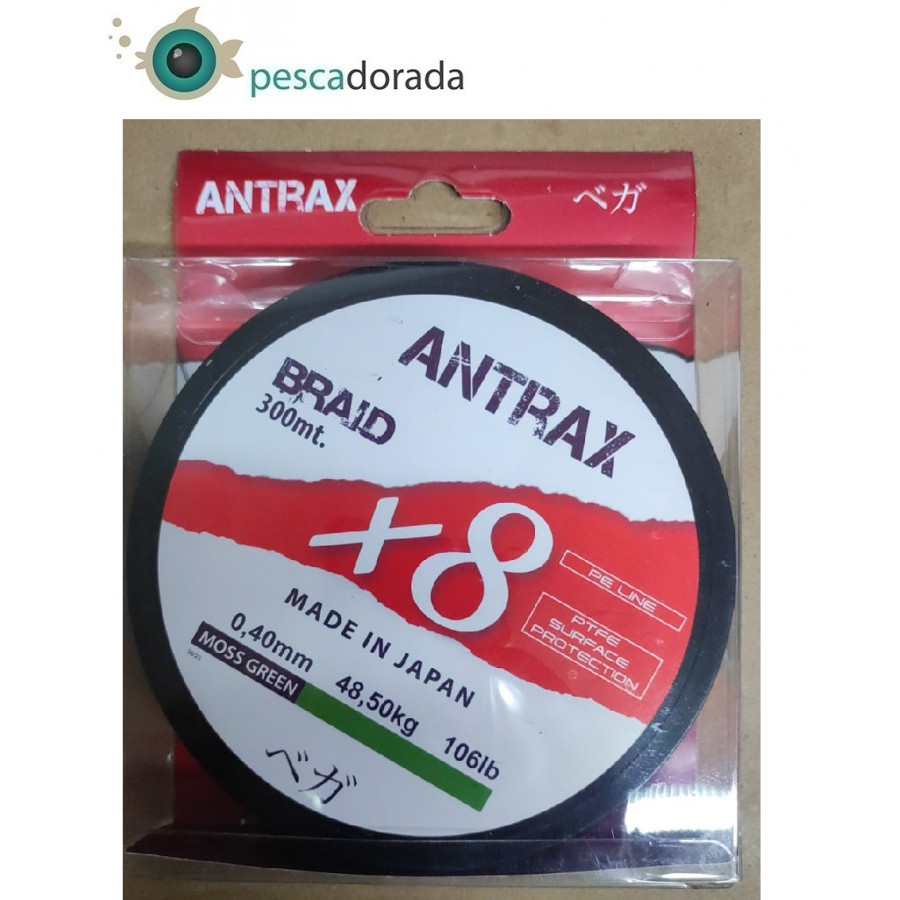 pescadorada
ANTRAX
ベガ
ANTRAX
BRAID
300mt.
+8
PE LINE
PTFE
SURFACE
PROTECTION
MADE IN JAPAN
0,40mm 48,50kg 106lb
MOSS GREEN
ベガ